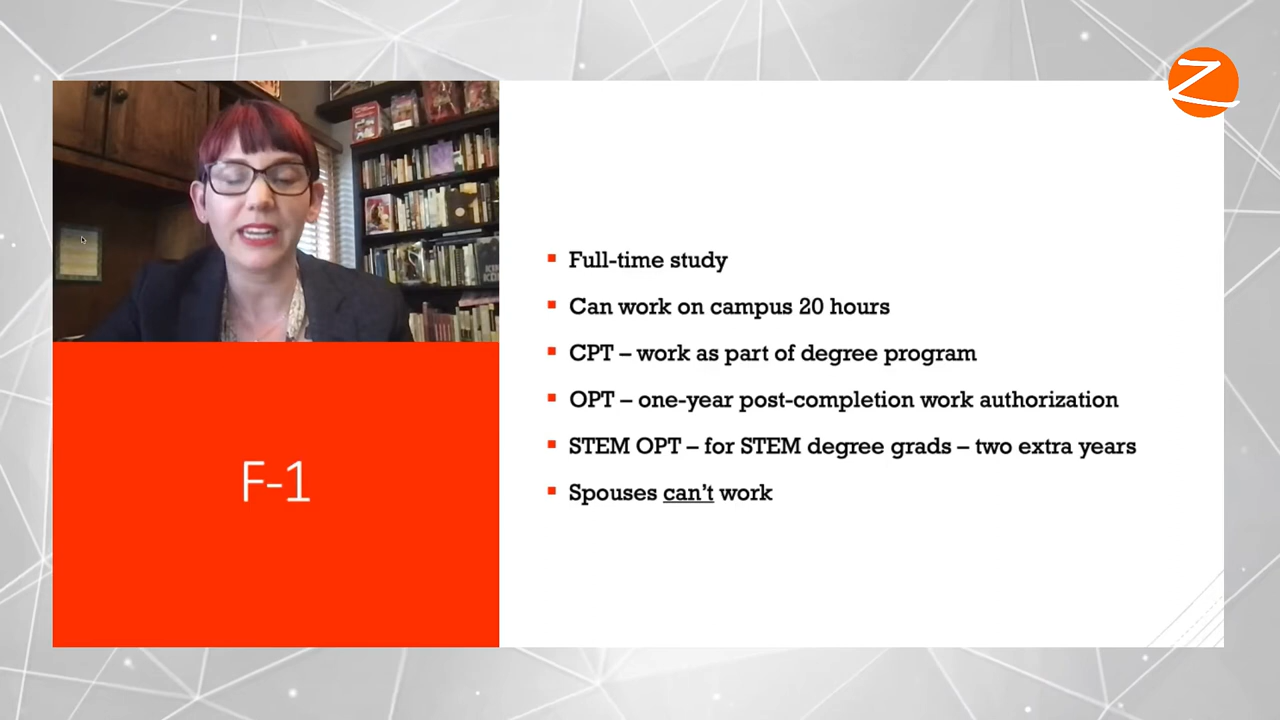 Z
F-1
Full-time study
Can work on campus 20 hours
CPT – work as part of degree program
OPT – one-year post-completion work authorization
STEM OPT – for STEM degree grads – two extra years
Spouses can't work